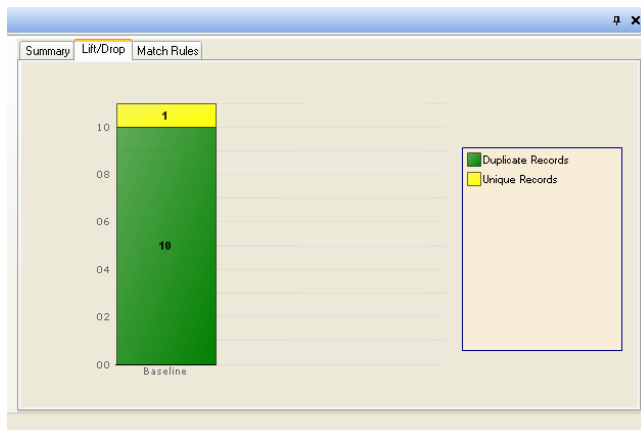 Summary Lift/Drop Match Rules
1
10
08
06
10
04
02
00
Baseline
Duplicate Records
Unique Records